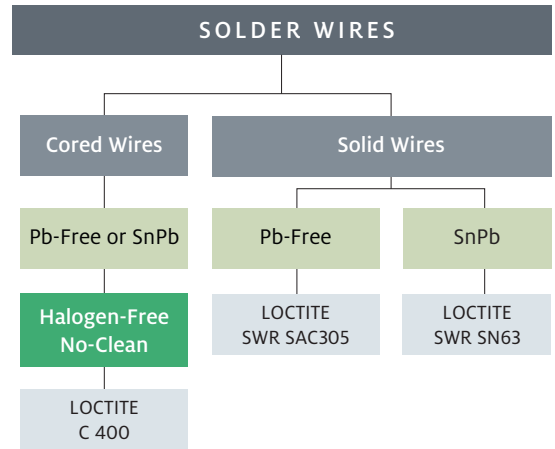 SOLDER WIRES
Cored Wires
Solid Wires
Pb-Free or SnPb
Pb-Free
SnPb
Halogen-Free
No-Clean
LOCTITE
SWR SAC305
LOCTITE
SWR SN63
LOCTITE
C 400